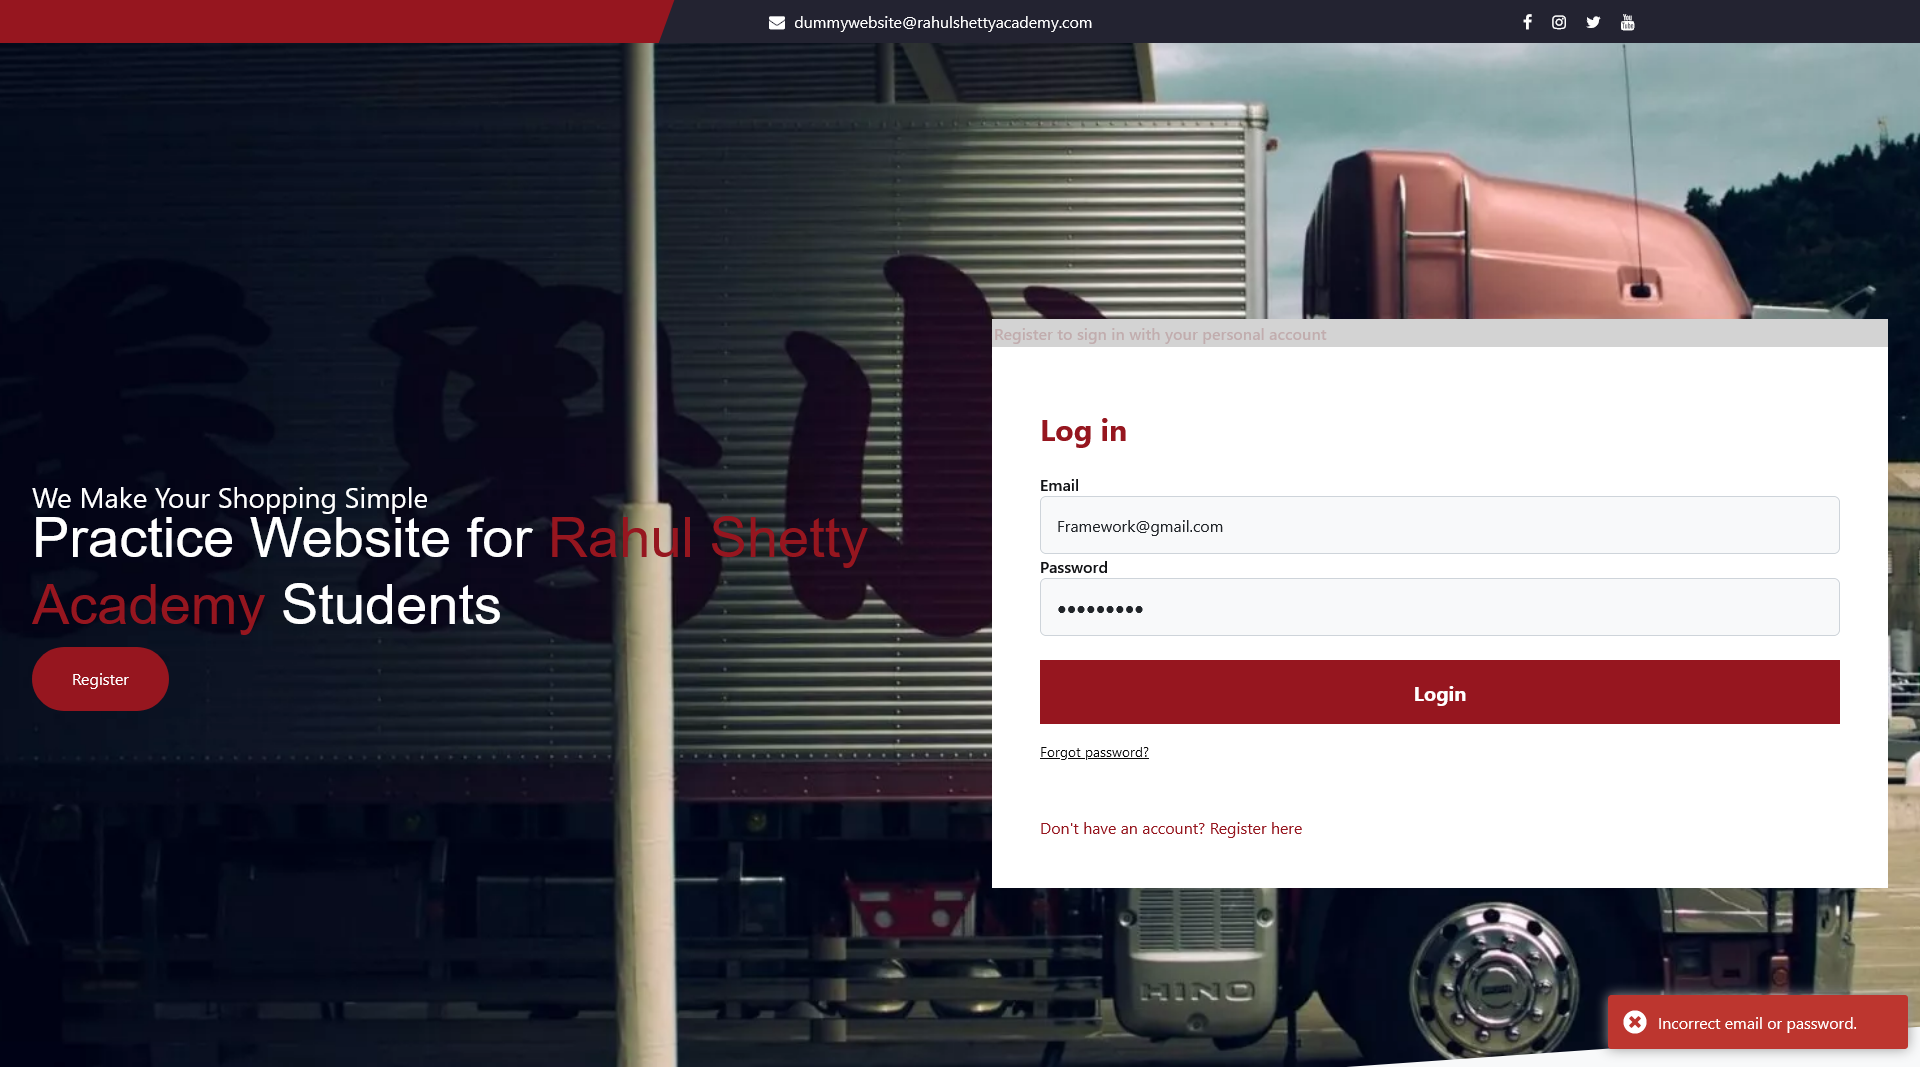 dummywebsite@rahulshettyacademy.com
We Make Your Shopping Simple
Practice Website for Rahul Shetty
Academy Students
Register
Register to sign in with your personal account
Log in
Email
Framework@gmail.com
Password
•••••••••
Login
Forgot password?
Don't have an account? Register here
HINO
Incorrect email or password.